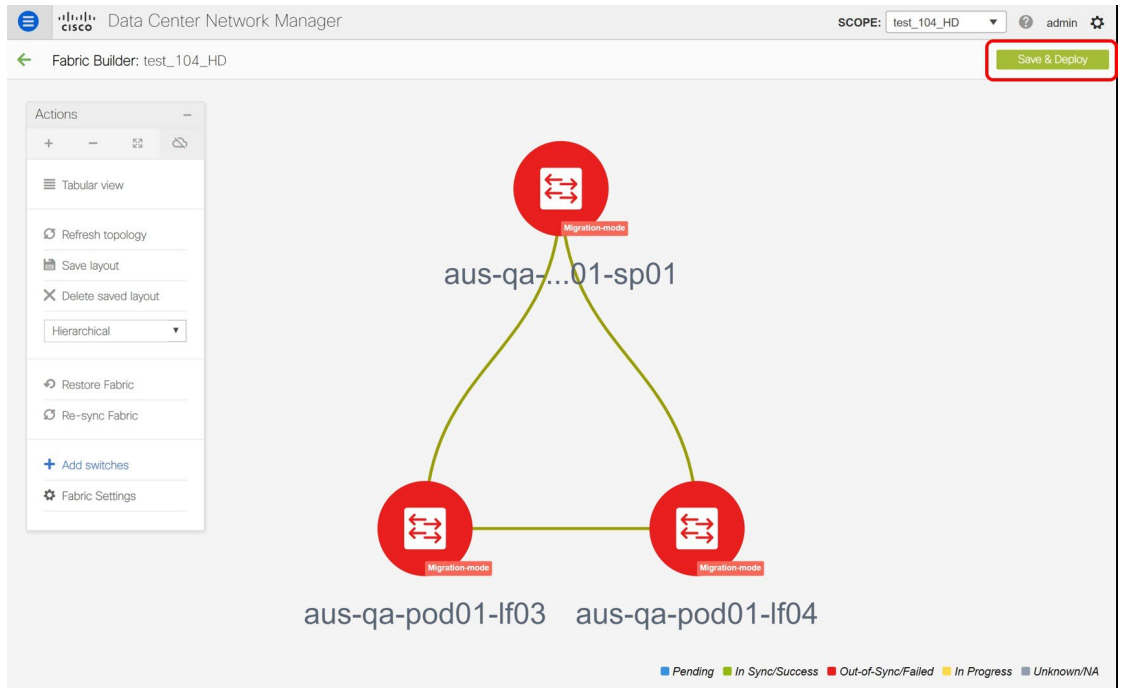 cisco Data Center Network Manager
SCOPE: test_104_HD admin
Fabric Builder: test_104_HD
Save & Deploy
Actions
Tabular view
Refresh topology
Save layout
Delete saved layout
Hierarchical
Restore Fabric
Re-sync Fabric
Add switches
Fabric Settings
Migration-mode
aus-qa-...01-sp01
Migration-mode
Migration-mode
aus-qa-pod01-lf03
aus-qa-pod01-lf04
Pending In Sync/Success Out-of-Sync/Failed In Progress Unknown/NA